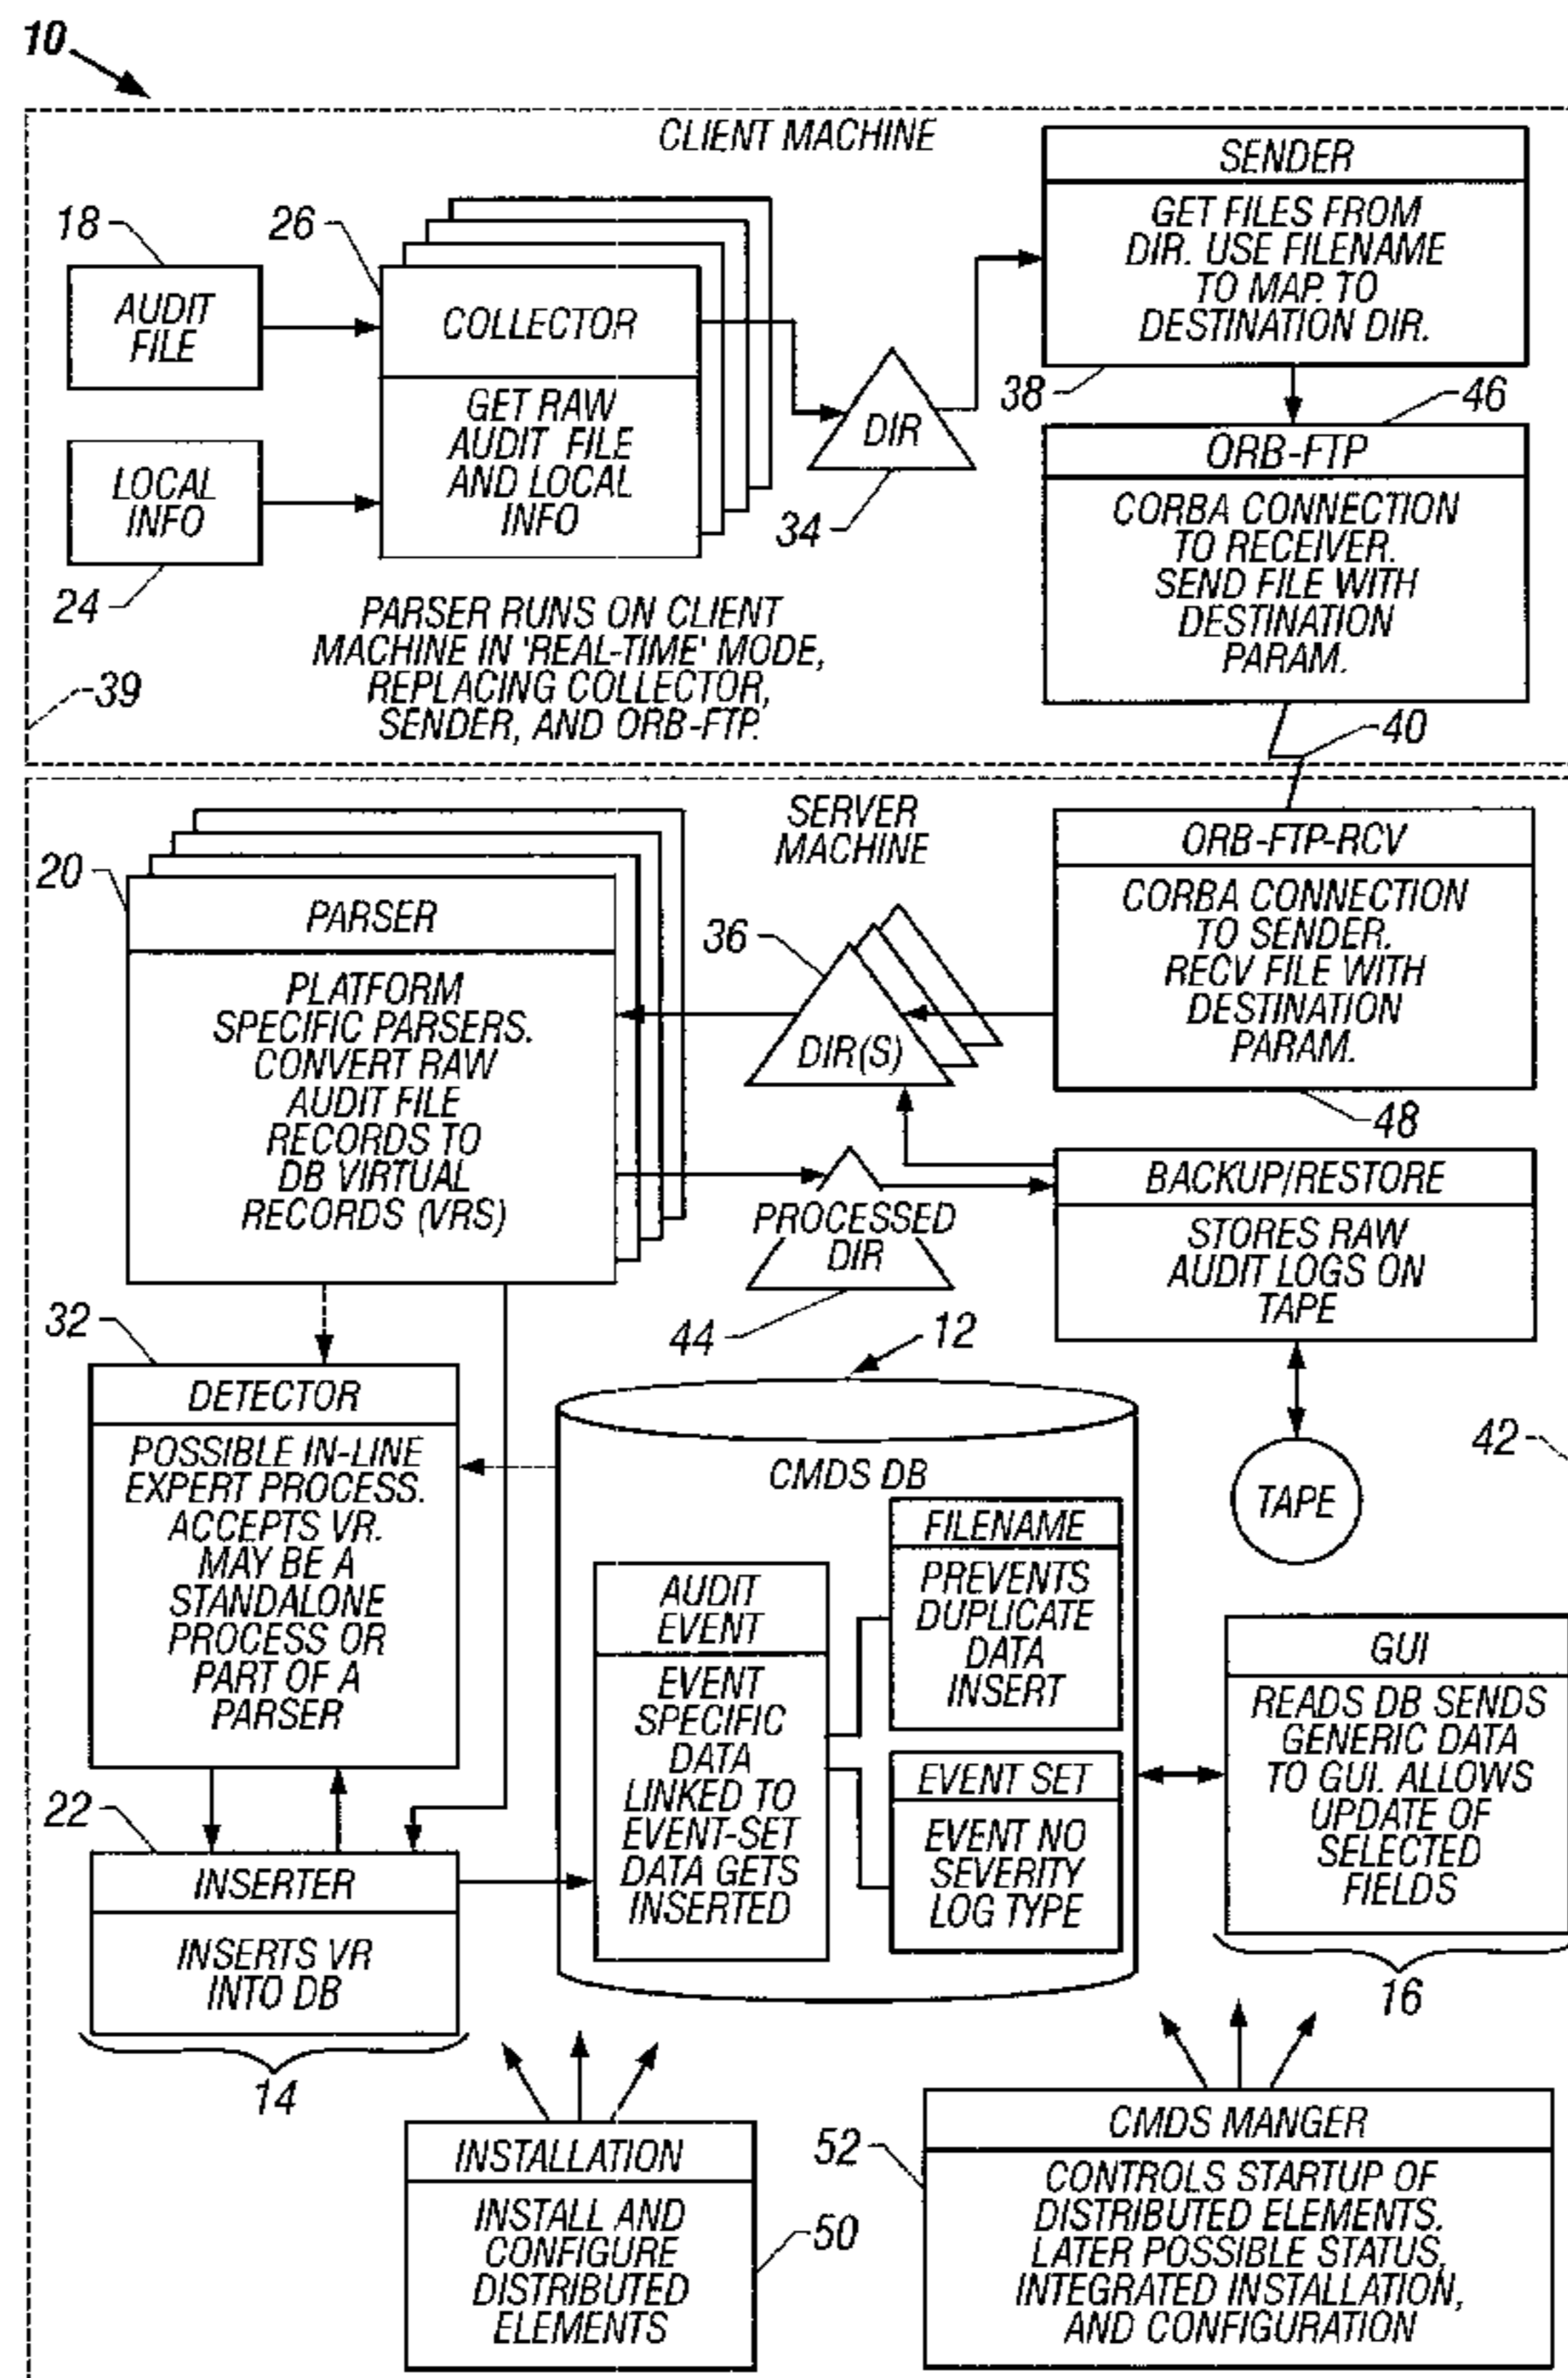 10
CLIENT MACHINE
18
AUDIT
FILE
LOCAL
INFO
24
26
COLLECTOR
GET RAW
AUDIT FILE
AND LOCAL
INFO
DIR
34
SENDER
GET FILES FROM
DIR. USE FILENAME
TO MAP. TO
DESTINATION DIR.
38
46
ORB-FTP
CORBA CONNECTION
TO RECEIVER.
SEND FILE WITH
DESTINATION
PARAM.
PARSER RUNS ON CLIENT
MACHINE IN 'REAL-TIME' MODE,
REPLACING COLLECTOR,
SENDER, AND ORB-FTP.
39
40
SERVER
MACHINE
20
PARSER
PLATFORM
SPECIFIC PARSERS.
CONVERT RAW
AUDIT FILE
RECORDS TO
DB VIRTUAL
RECORDS (VRS)
36
DIR(S)
ORB-FTP-RCV
CORBA CONNECTION
TO SENDER.
RECV FILE WITH
DESTINATION
PARAM.
48
PROCESSED
DIR
44
BACKUP/RESTORE
STORES RAW
AUDIT LOGS ON
TAPE
TAPE
42
32
DETECTOR
POSSIBLE IN-LINE
EXPERT PROCESS.
ACCEPTS VR.
MAY BE A
STANDALONE
PROCESS OR
PART OF A
PARSER
12
CMDS DB
AUDIT
EVENT
EVENT
SPECIFIC
DATA
LINKED TO
EVENT-SET
DATA GETS
INSERTED
FILENAME
PREVENTS
DUPLICATE
DATA
INSERT
EVENT SET
EVENT NO
SEVERITY
LOG TYPE
GUI
READS DB SENDS
GENERIC DATA
TO GUI. ALLOWS
UPDATE OF
SELECTED
FIELDS
16
22
INSERTER
INSERTS VR
INTO DB
14
INSTALLATION
INSTALL AND
CONFIGURE
DISTRIBUTED
ELEMENTS
50
52
CMDS MANGER
CONTROLS STARTUP OF
DISTRIBUTED ELEMENTS.
LATER POSSIBLE STATUS,
INTEGRATED INSTALLATION,
AND CONFIGURATION